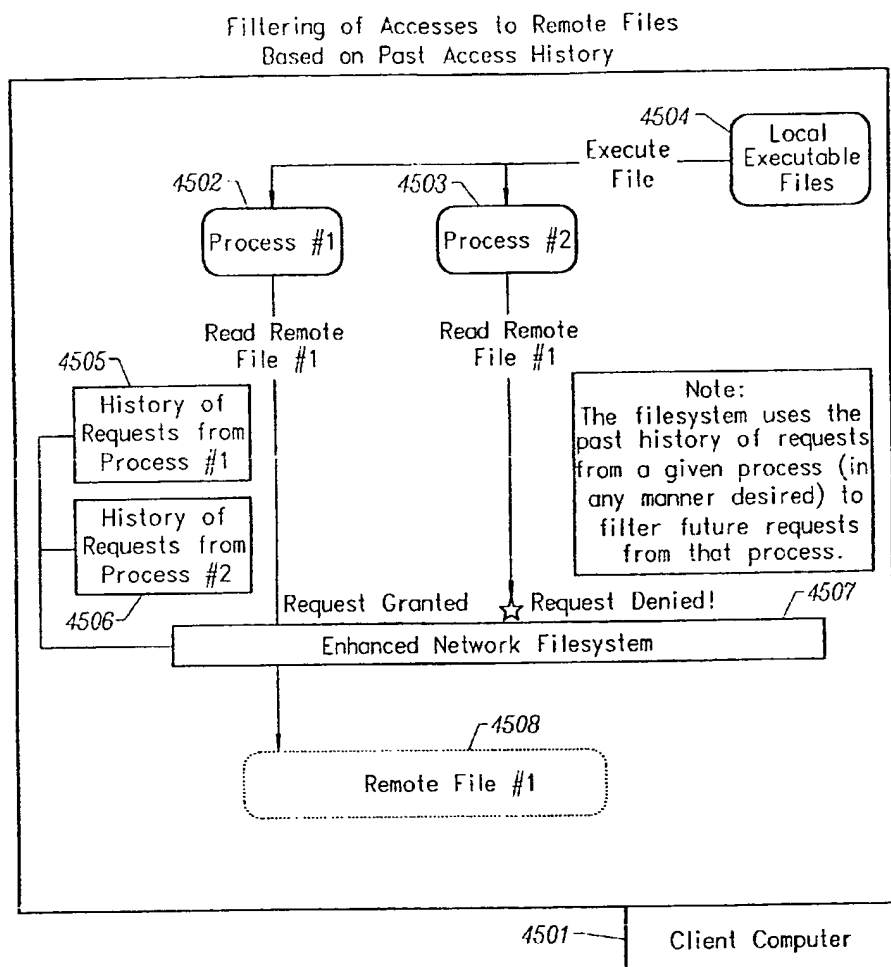 Filtering of Accesses to Remote Files
Based on Past Access History
4504
Local
Executable
Files
Execute
File
4502
4503
Process #1
Process #2
Read Remote
File #1
Read Remote
File #1
4505
History of
Requests from
Process #1
History of
Requests from
Process #2
4506
Note:
The filesystem uses the
past history of requests
from a given process (in
any manner desired) to
filter future requests
from that process.
Request Granted
Request Denied!
4507
Enhanced Network Filesystem
4508
Remote File #1
4501
Client Computer